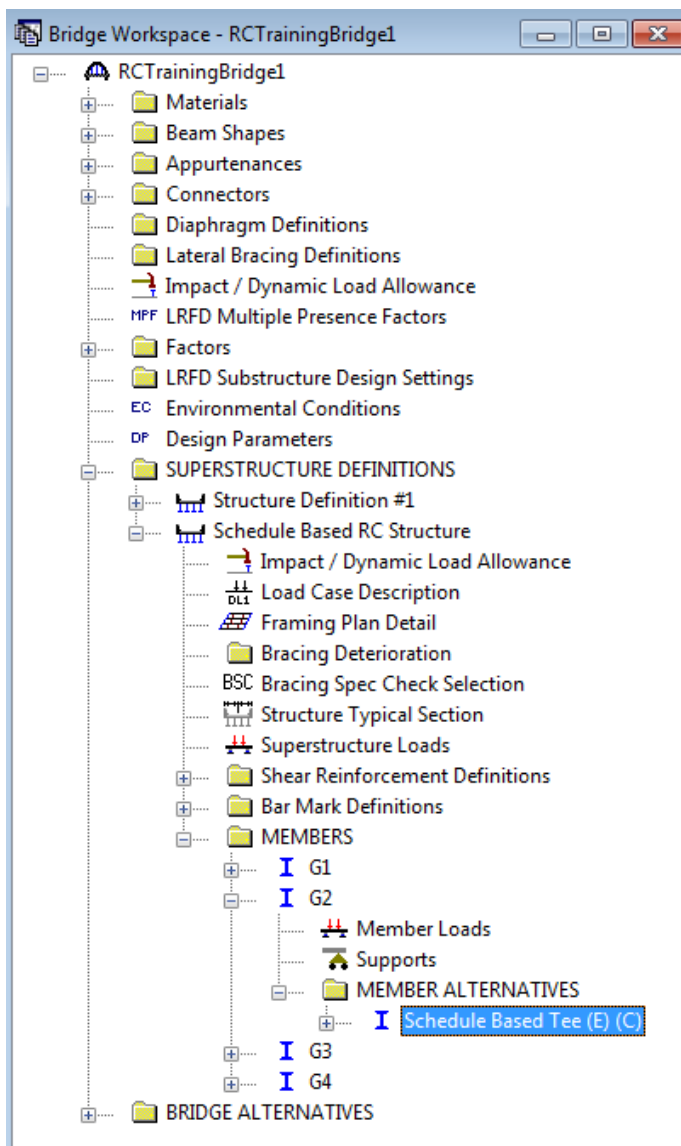 Bridge Workspace - RCTrainingBridge1
RCTrainingBridge1
Materials
Beam Shapes
Appurtenances
Connectors
Diaphragm Definitions
Lateral Bracing Definitions
Impact / Dynamic Load Allowance
MPF LRFD Multiple Presence Factors
Factors
LRFD Substructure Design Settings
EC Environmental Conditions
DP Design Parameters
SUPERSTRUCTURE DEFINITIONS
Structure Definition #1
Schedule Based RC Structure
Impact / Dynamic Load Allowance
DL1 Load Case Description
Framing Plan Detail
Bracing Deterioration
BSC Bracing Spec Check Selection
Structure Typical Section
Superstructure Loads
Shear Reinforcement Definitions
Bar Mark Definitions
MEMBERS
G1
G2
Member Loads
Supports
MEMBER ALTERNATIVES
Schedule Based Tee (E) (C)
G3
G4
BRIDGE ALTERNATIVES